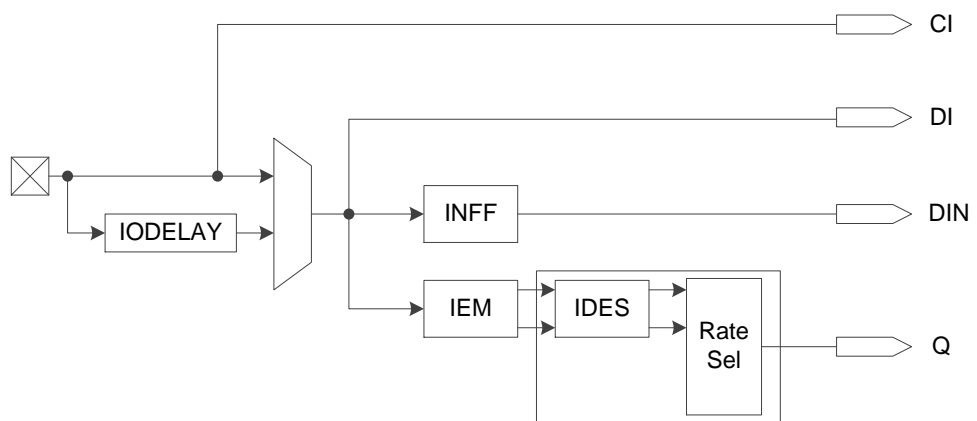 CI
DI
IODELAY
INFF
DIN
IEM
IDES
Rate
Sel
Q